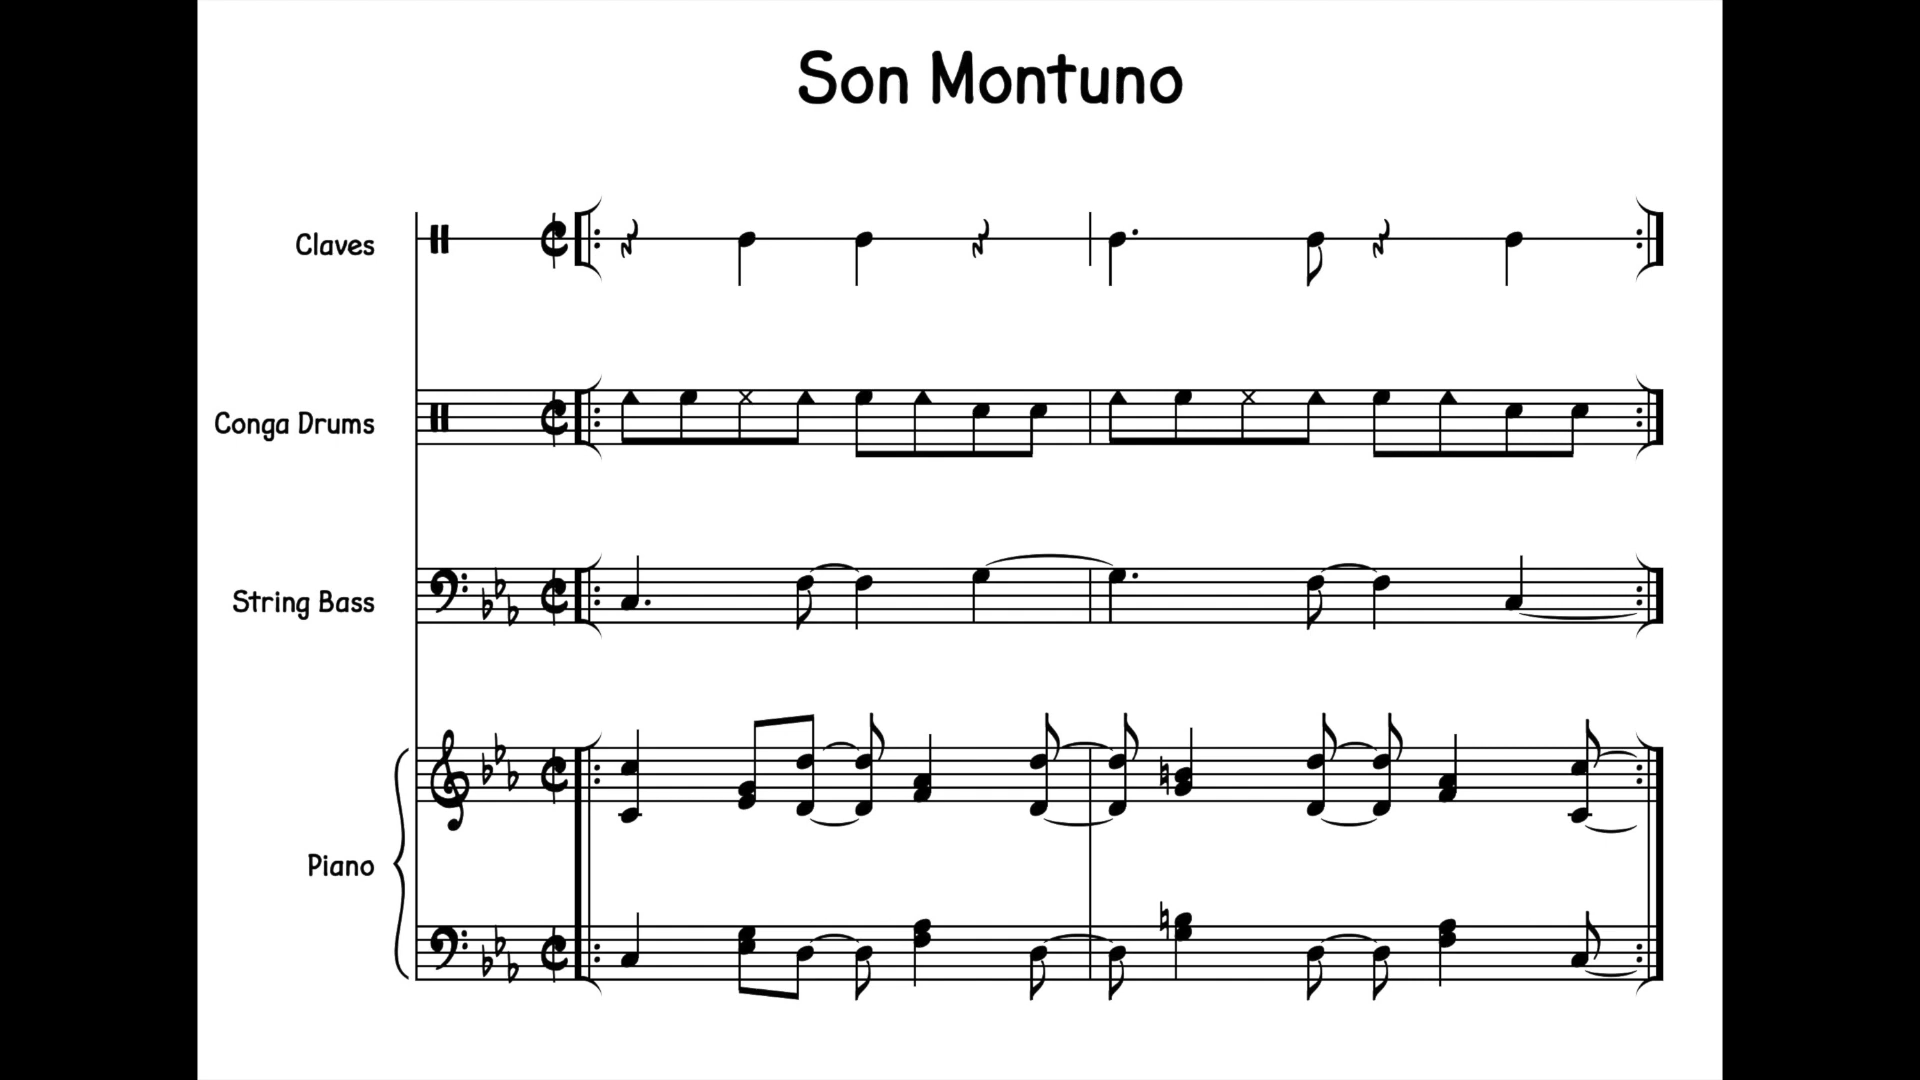 Son Montuno
Claves
Conga Drums
String Bass
Piano